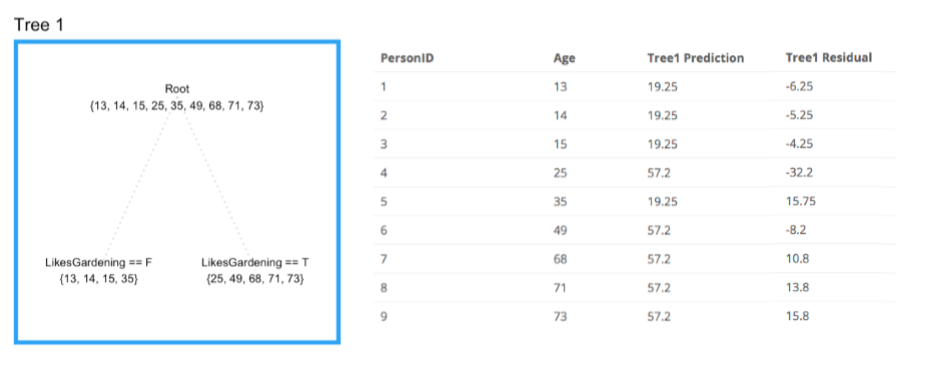 Tree 1
Root
{13, 14, 15, 25, 35, 49, 68, 71, 73}
LikesGardening == F
{13, 14, 15, 35}
LikesGardening == T
{25, 49, 68, 71, 73}
PersonID Age Tree1 Prediction Tree1 Residual
1 13 19.25 -6.25
2 14 19.25 -5.25
3 15 19.25 -4.25
4 25 57.2 -32.2
5 35 19.25 15.75
6 49 57.2 -8.2
7 68 57.2 10.8
8 71 57.2 13.8
9 73 57.2 15.8